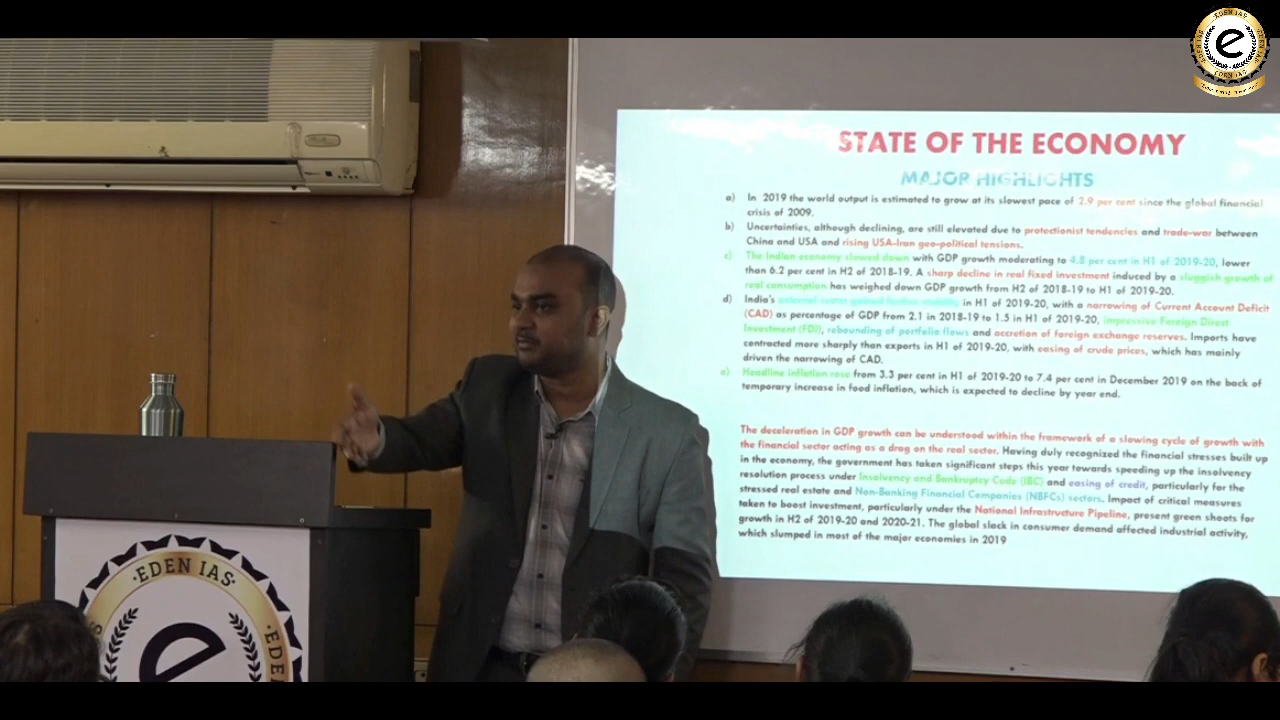 ·EDEN IAS·
e
EDEN IAS
STATE OF THE ECONOMY
MAJOR HIGHLIGHTS
a) In 2019 the world output is estimated to grow at its slowest pace of 2.9 per cent since the global financial
crisis of 2009.
b) Uncertainties, although declining, are still elevated due to protectionist tendencies and trade-war between
China and USA and rising USA-Iran geo-political tensions.
c) The Indian economy slowed down with GDP growth moderating to 4.8 per cent in H1 of 2019-20, lower
than 6.2 per cent in H2 of 2018-19. A sharp decline in real fixed investment induced by a sluggish growth of
real consumption has weighed down GDP growth from H2 of 2018-19 to H1 of 2019-20.
d) India's external sector gained further stability in H1 of 2019-20, with a narrowing of Current Account Deficit
(CAD) as percentage of GDP from 2.1 in 2018-19 to 1.5 in H1 of 2019-20, impressive Foreign Direct
Investment (FDI), rebounding of portfolio flows and accretion of foreign exchange reserves. Imports have
contracted more sharply than exports in H1 of 2019-20, with easing of crude prices, which has mainly
driven the narrowing of CAD.
e) Headline inflation rose from 3.3 per cent in H1 of 2019-20 to 7.4 per cent in December 2019 on the back of
temporary increase in food inflation, which is expected to decline by year end.
The deceleration in GDP growth can be understood within the framework of a slowing cycle of growth with
the financial sector acting as a drag on the real sector. Having duly recognized the financial stresses built up
in the economy, the government has taken significant steps this year towards speeding up the insolvency
resolution process under Insolvency and Bankruptcy Code (IBC) and easing of credit, particularly for the
stressed real estate and Non-Banking Financial Companies (NBFCs) sectors. Impact of critical measures
taken to boost investment, particularly under the National Infrastructure Pipeline, present green shoots for
growth in H2 of 2019-20 and 2020-21. The global slack in consumer demand affected industrial activity,
which slumped in most of the major economies in 2019
·EDEN IAS·
e
·EDE